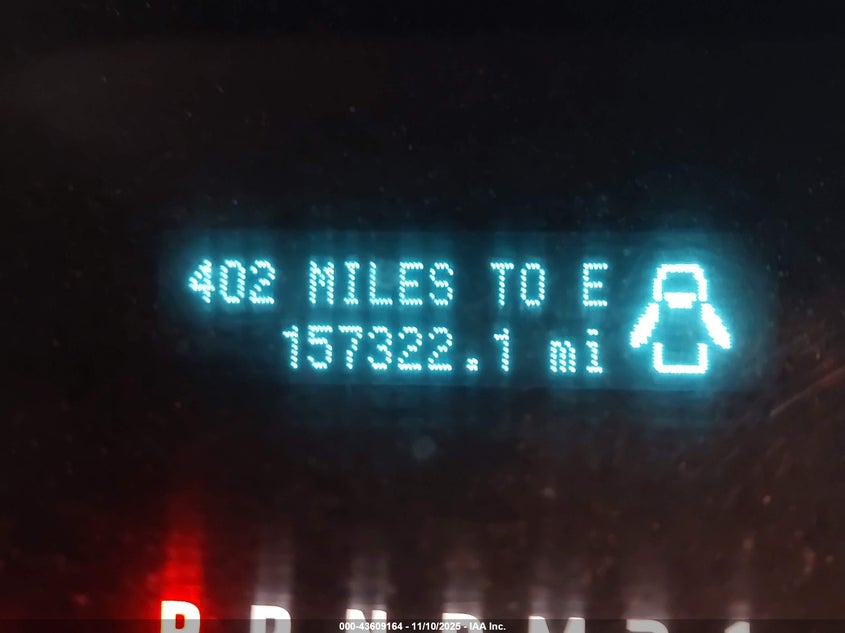 402 MILES TO E
157322.1 mi
P R N D M
000-43609164 - 11/10/2025 - IAA Inc.